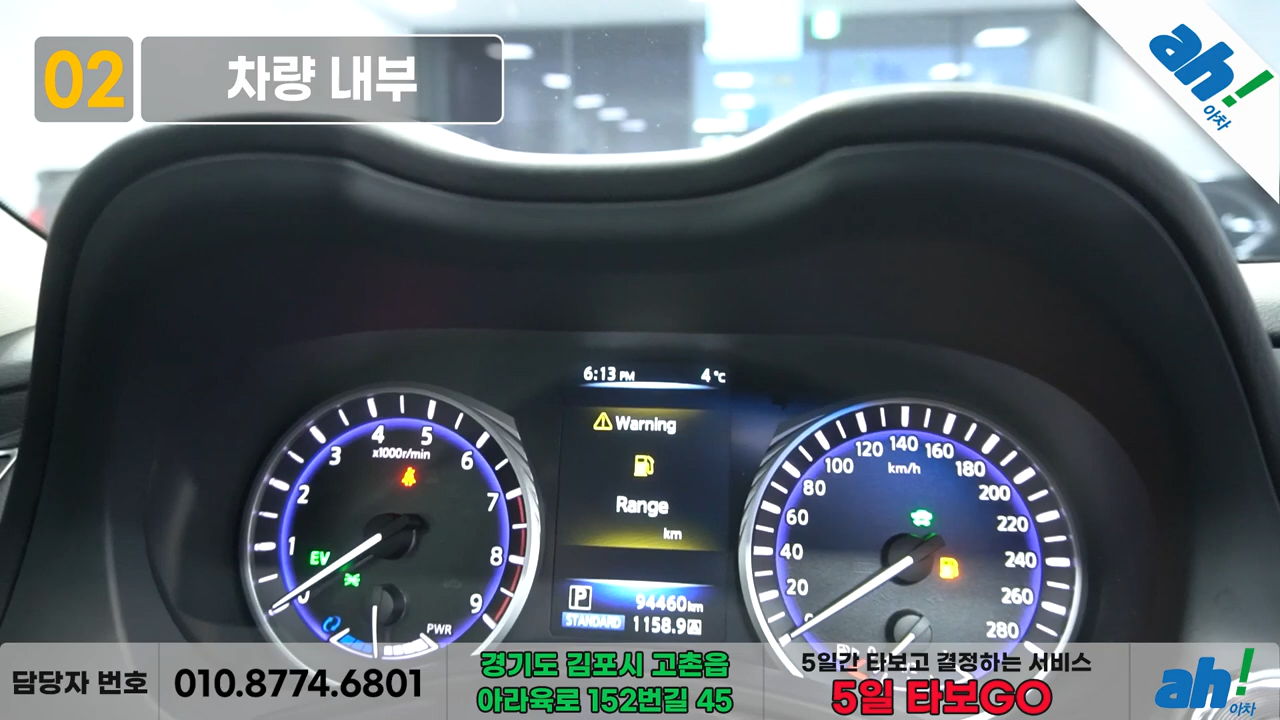 02 차량 내부
ah!
아차
6:13 PM 4 ℃
Warning
Range
km
P 94460km
STANDARD 1158.9 A
x1000r/min
1 2 3 4 5 6 7 8 9
EV
PWR
km/h
0 20 40 60 80 100 120 140 160 180 200 220 240 260 280
담당자 번호 010.8774.6801
경기도 김포시 고촌읍
아라육로 152번길 45
5일간 타보고 결정하는 서비스
5일 타보GO
ah!
아차